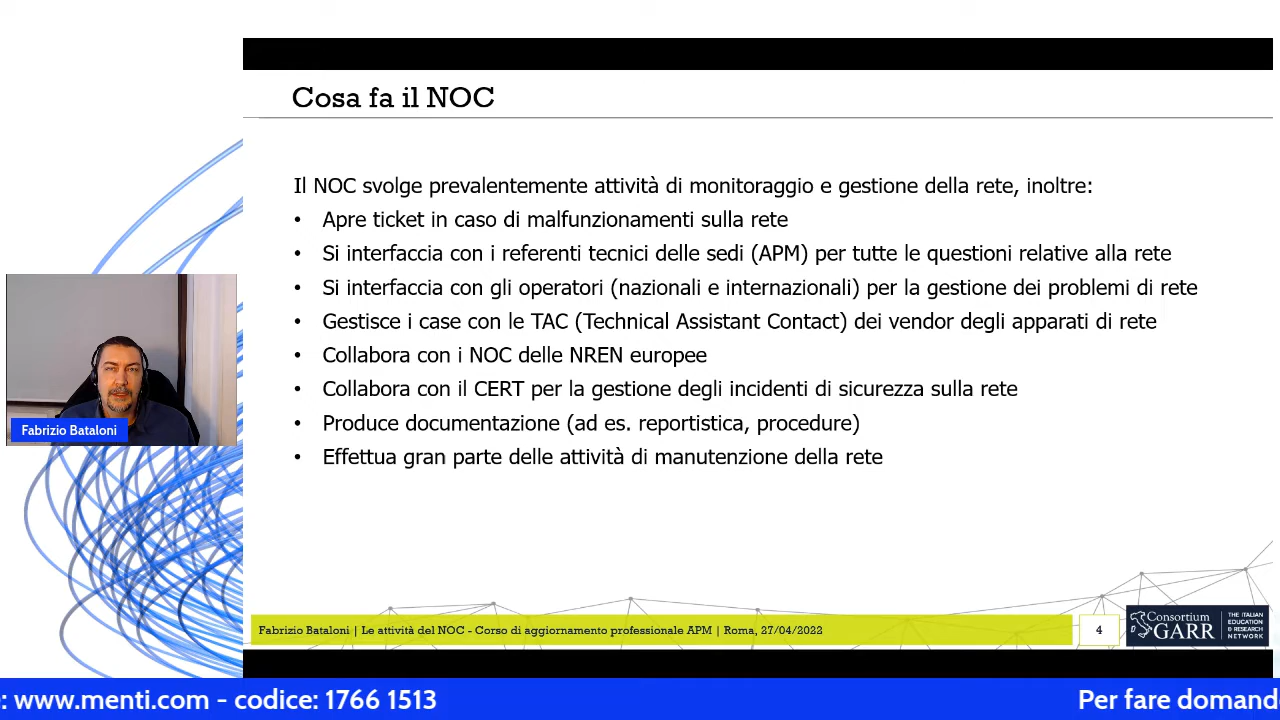 Cosa fa il NOC
Il NOC svolge prevalentemente attività di monitoraggio e gestione della rete, inoltre:
• Apre ticket in caso di malfunzionamenti sulla rete
• Si interfaccia con i referenti tecnici delle sedi (APM) per tutte le questioni relative alla rete
• Si interfaccia con gli operatori (nazionali e internazionali) per la gestione dei problemi di rete
• Gestisce i case con le TAC (Technical Assistant Contact) dei vendor degli apparati di rete
• Collabora con i NOC delle NREN europee
• Collabora con il CERT per la gestione degli incidenti di sicurezza sulla rete
• Produce documentazione (ad es. reportistica, procedure)
• Effettua gran parte delle attività di manutenzione della rete
Fabrizio Bataloni
Fabrizio Bataloni | Le attività del NOC - Corso di aggiornamento professionale APM | Roma, 27/04/2022
4
Consortium
GARR
THE ITALIAN
EDUCATION
& RESEARCH
NETWORK
: www.menti.com - codice: 1766 1513
Per fare domand